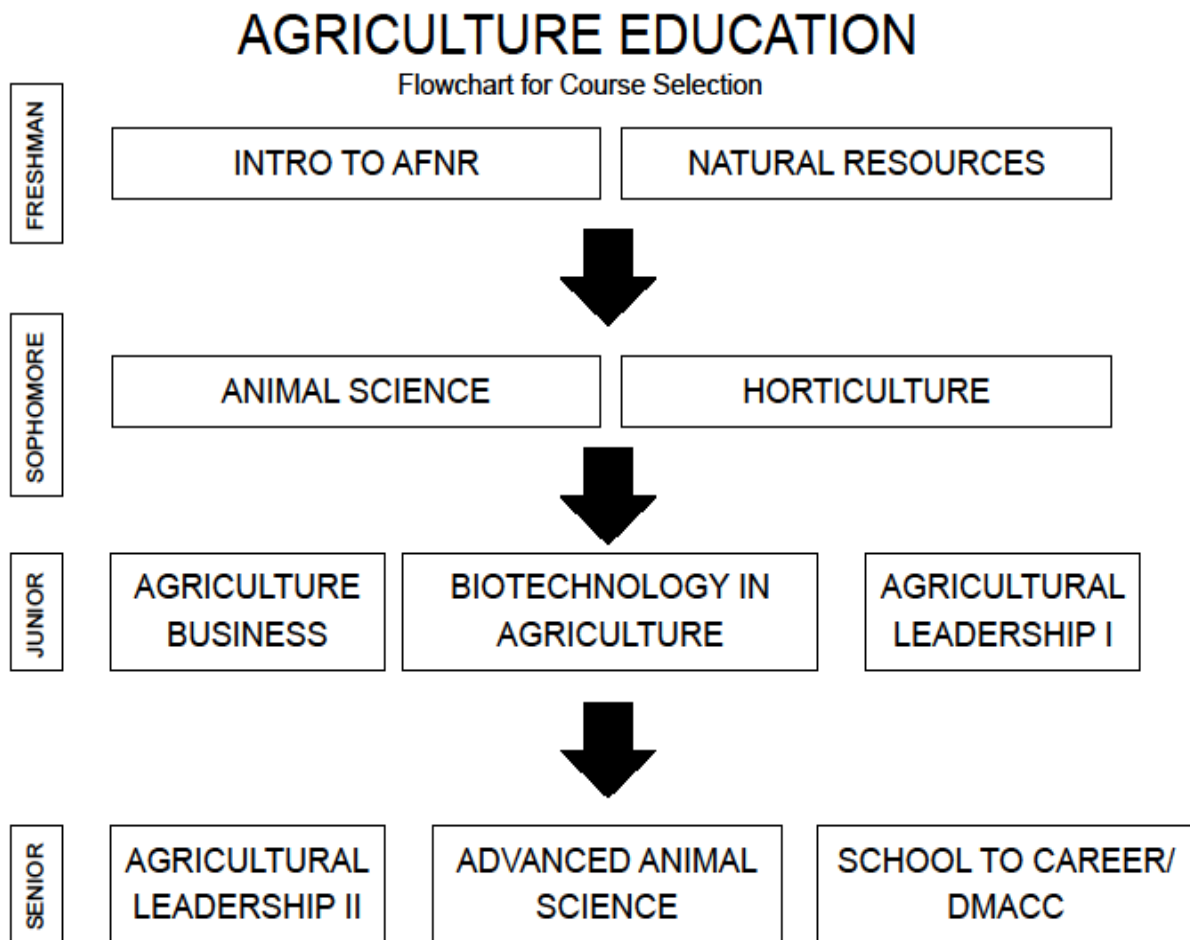 AGRICULTURE EDUCATION
Flowchart for Course Selection
FRESHMAN
INTRO TO AFNR
NATURAL RESOURCES
SOPHOMORE
ANIMAL SCIENCE
HORTICULTURE
JUNIOR
AGRICULTURE
BUSINESS
BIOTECHNOLOGY IN
AGRICULTURE
AGRICULTURAL
LEADERSHIP I
SENIOR
AGRICULTURAL
LEADERSHIP II
ADVANCED ANIMAL
SCIENCE
SCHOOL TO CAREER/
DMACC